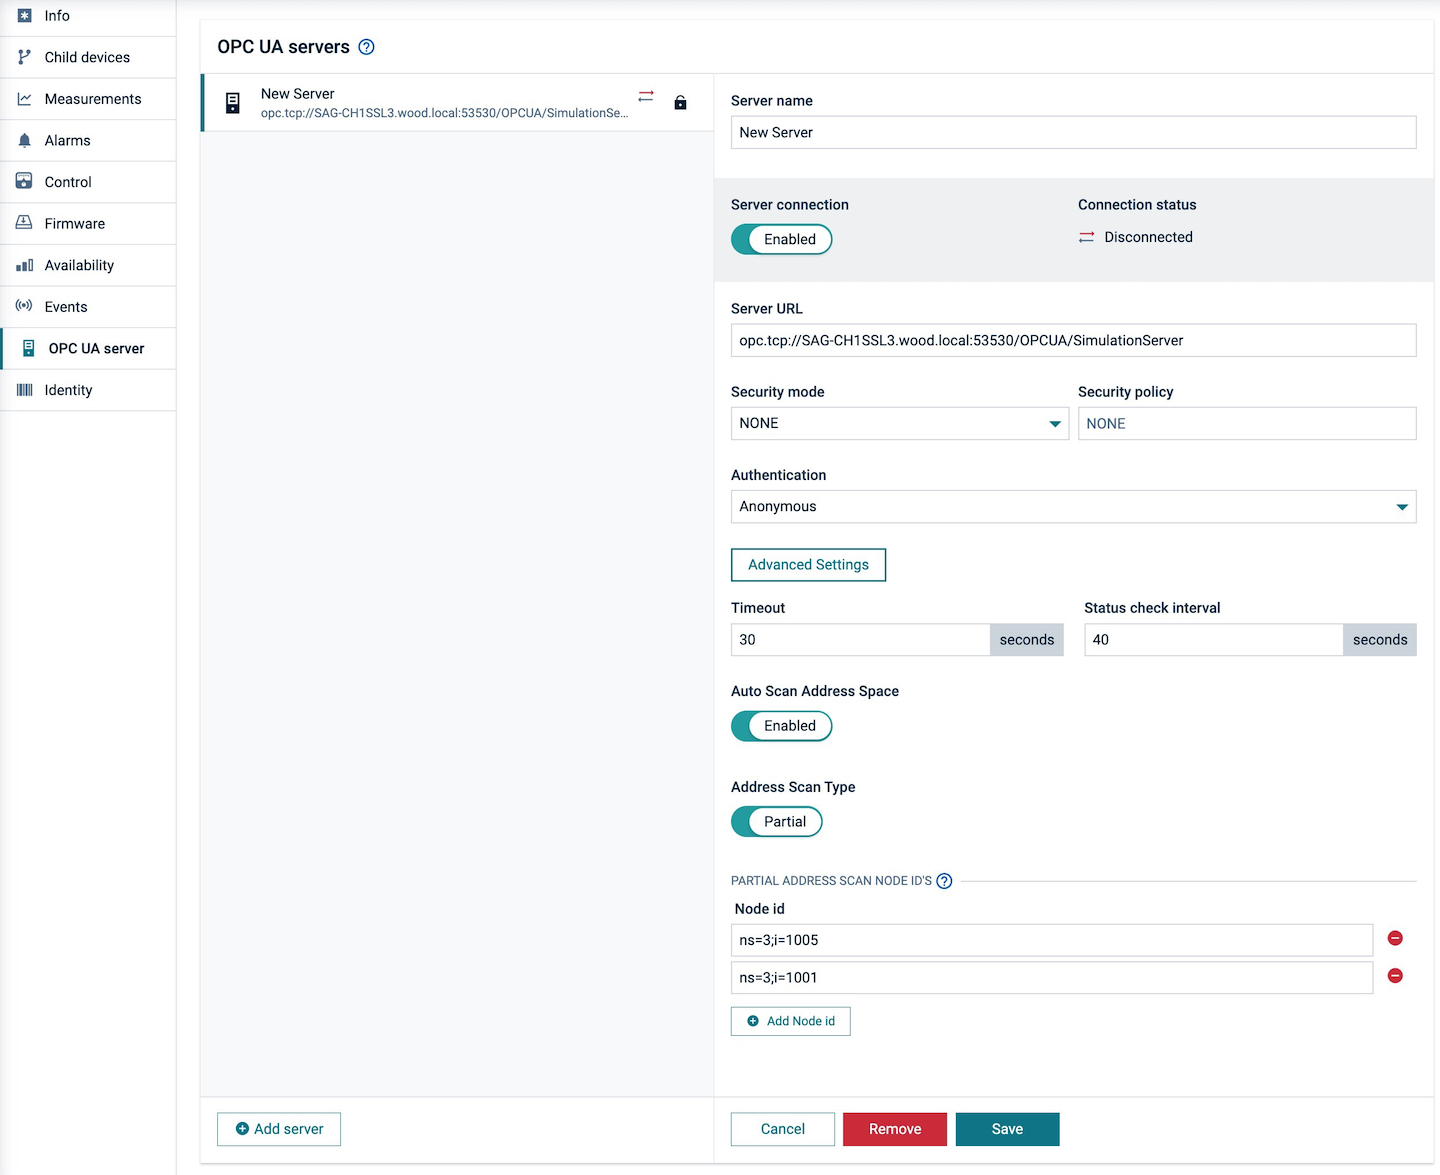 Info
Child devices
Measurements
Alarms
Control
Firmware
Availability
Events
OPC UA server
Identity
OPC UA servers
New Server
opc.tcp://SAG-CH1SSL3.wood.local:53530/OPCUA/SimulationSe...
Add server
Server name
New Server
Server connection
Connection status
Enabled
Disconnected
Server URL
opc.tcp://SAG-CH1SSL3.wood.local:53530/OPCUA/SimulationServer
Security mode
Security policy
NONE
NONE
Authentication
Anonymous
Advanced Settings
Timeout
Status check interval
30 seconds
40 seconds
Auto Scan Address Space
Enabled
Address Scan Type
Partial
PARTIAL ADDRESS SCAN NODE ID'S
Node id
ns=3;i=1005
ns=3;i=1001
Add Node id
Cancel
Remove
Save